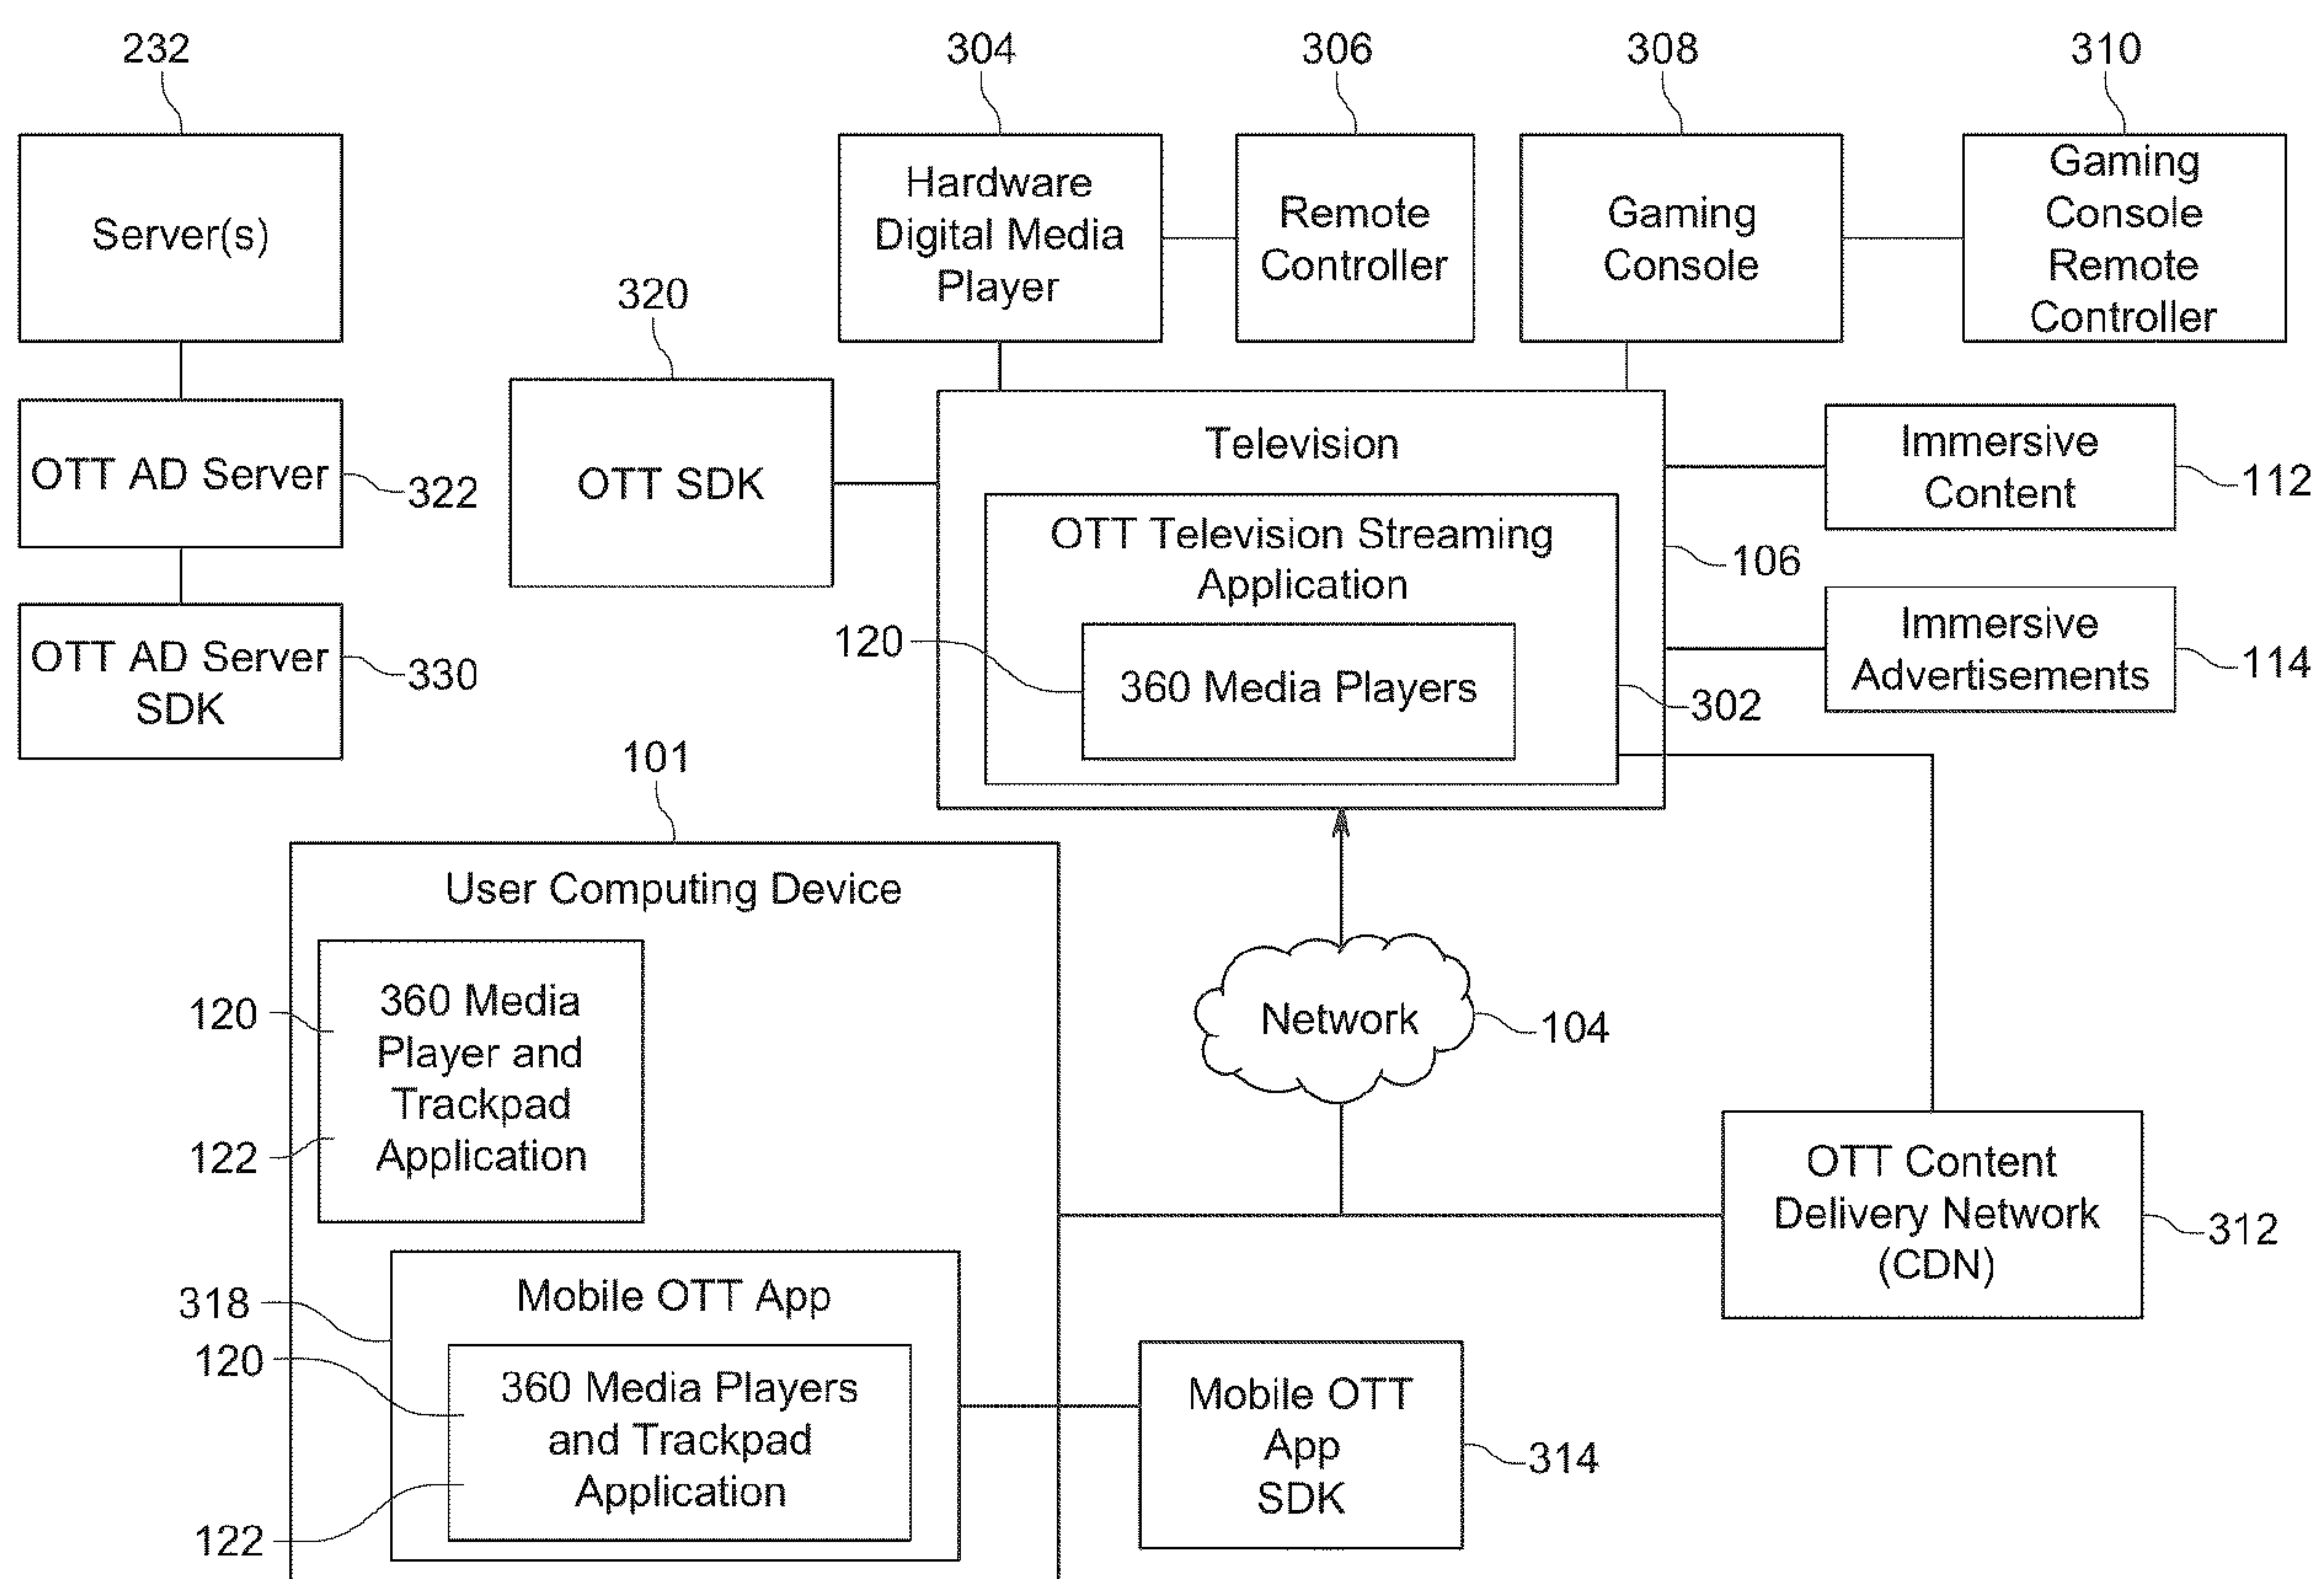 232
304
306
308
310
Server(s)
Hardware
Digital Media
Player
Remote
Controller
Gaming
Console
Gaming
Console
Remote
Controller
320
OTT AD Server
322
OTT SDK
Television
Immersive
Content
112
OTT Television Streaming
Application
106
OTT AD Server
SDK
330
120
360 Media Players
302
Immersive
Advertisements
114
101
User Computing Device
120
360 Media
Player and
Trackpad
Application
122
Network
104
OTT Content
Delivery Network
(CDN)
312
318
Mobile OTT App
120
360 Media Players
and Trackpad
Application
122
Mobile OTT
App
SDK
314